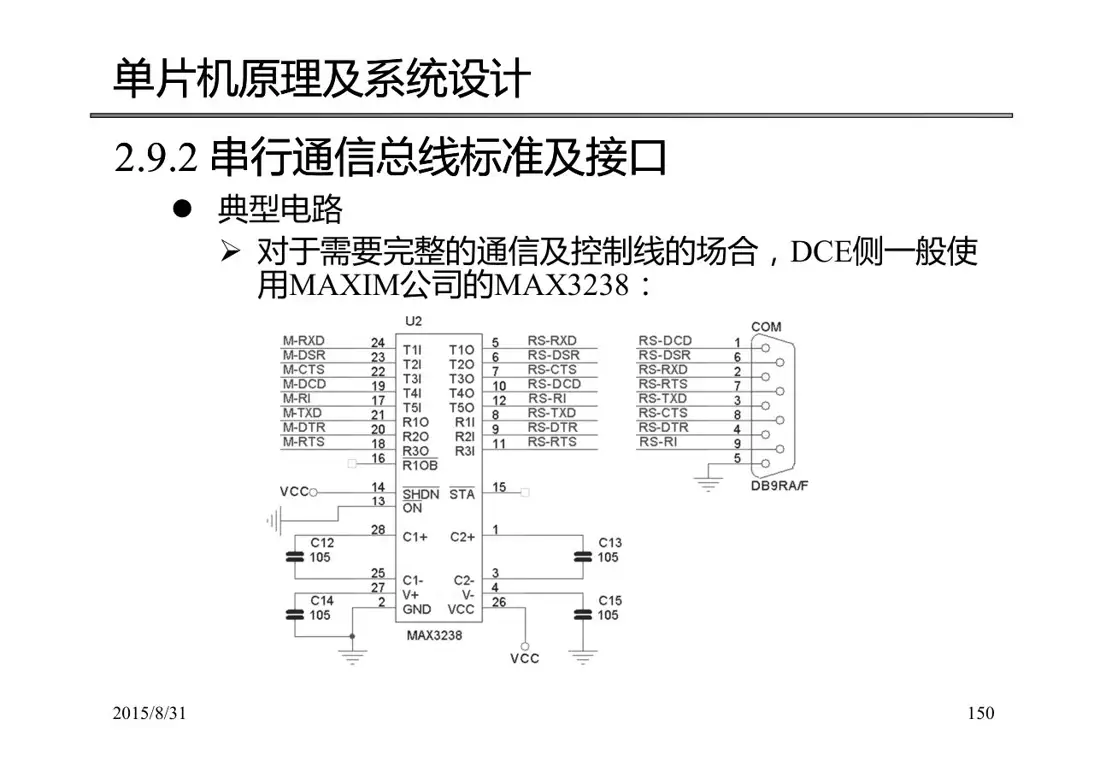 单片机原理及系统设计
2.9.2 串行通信总线标准及接口
● 典型电路
➢ 对于需要完整的通信及控制线的场合，DCE侧一般使
用MAXIM公司的MAX3238：
U2
M-RXD 24 T1I T1O 5 RS-RXD
M-DSR 23 T2I T2O 6 RS-DSR
M-CTS 22 T3I T3O 7 RS-CTS
M-DCD 19 T4I T4O 10 RS-DCD
M-RI 17 T5I T5O 12 RS-RI
M-TXD 21 R1O R1I 8 RS-TXD
M-DTR 20 R2O R2I 9 RS-DTR
M-RTS 18 R3O R3I 11 RS-RTS
16 R1OB
VCC 14 SHDN STA 15
13 ON
28 C1+ C2+ 1
C12 105
C13 105
25 C1- C2- 3
27 V+ V- 4
2 GND VCC 26
C14 105
C15 105
MAX3238
VCC
COM
RS-DCD 1
RS-DSR 6
RS-RXD 2
RS-RTS 7
RS-TXD 3
RS-CTS 8
RS-DTR 4
RS-RI 9
5
DB9RA/F
2015/8/31
150